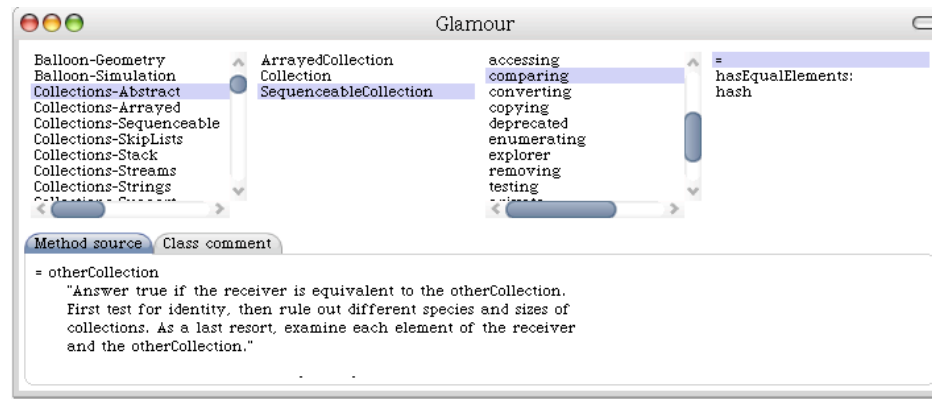 Glamour
Balloon-Geometry
Balloon-Simulation
Collections-Abstract
Collections-Arrayed
Collections-Sequenceable
Collections-SkipLists
Collections-Stack
Collections-Streams
Collections-Strings
ArrayedCollection
Collection
SequenceableCollection
accessing
comparing
converting
copying
deprecated
enumerating
explorer
removing
testing
=
hasEqualElements:
hash
Method source
Class comment
= otherCollection
"Answer true if the receiver is equivalent to the otherCollection.
First test for identity, then rule out different species and sizes of
collections. As a last resort, examine each element of the receiver
and the otherCollection."